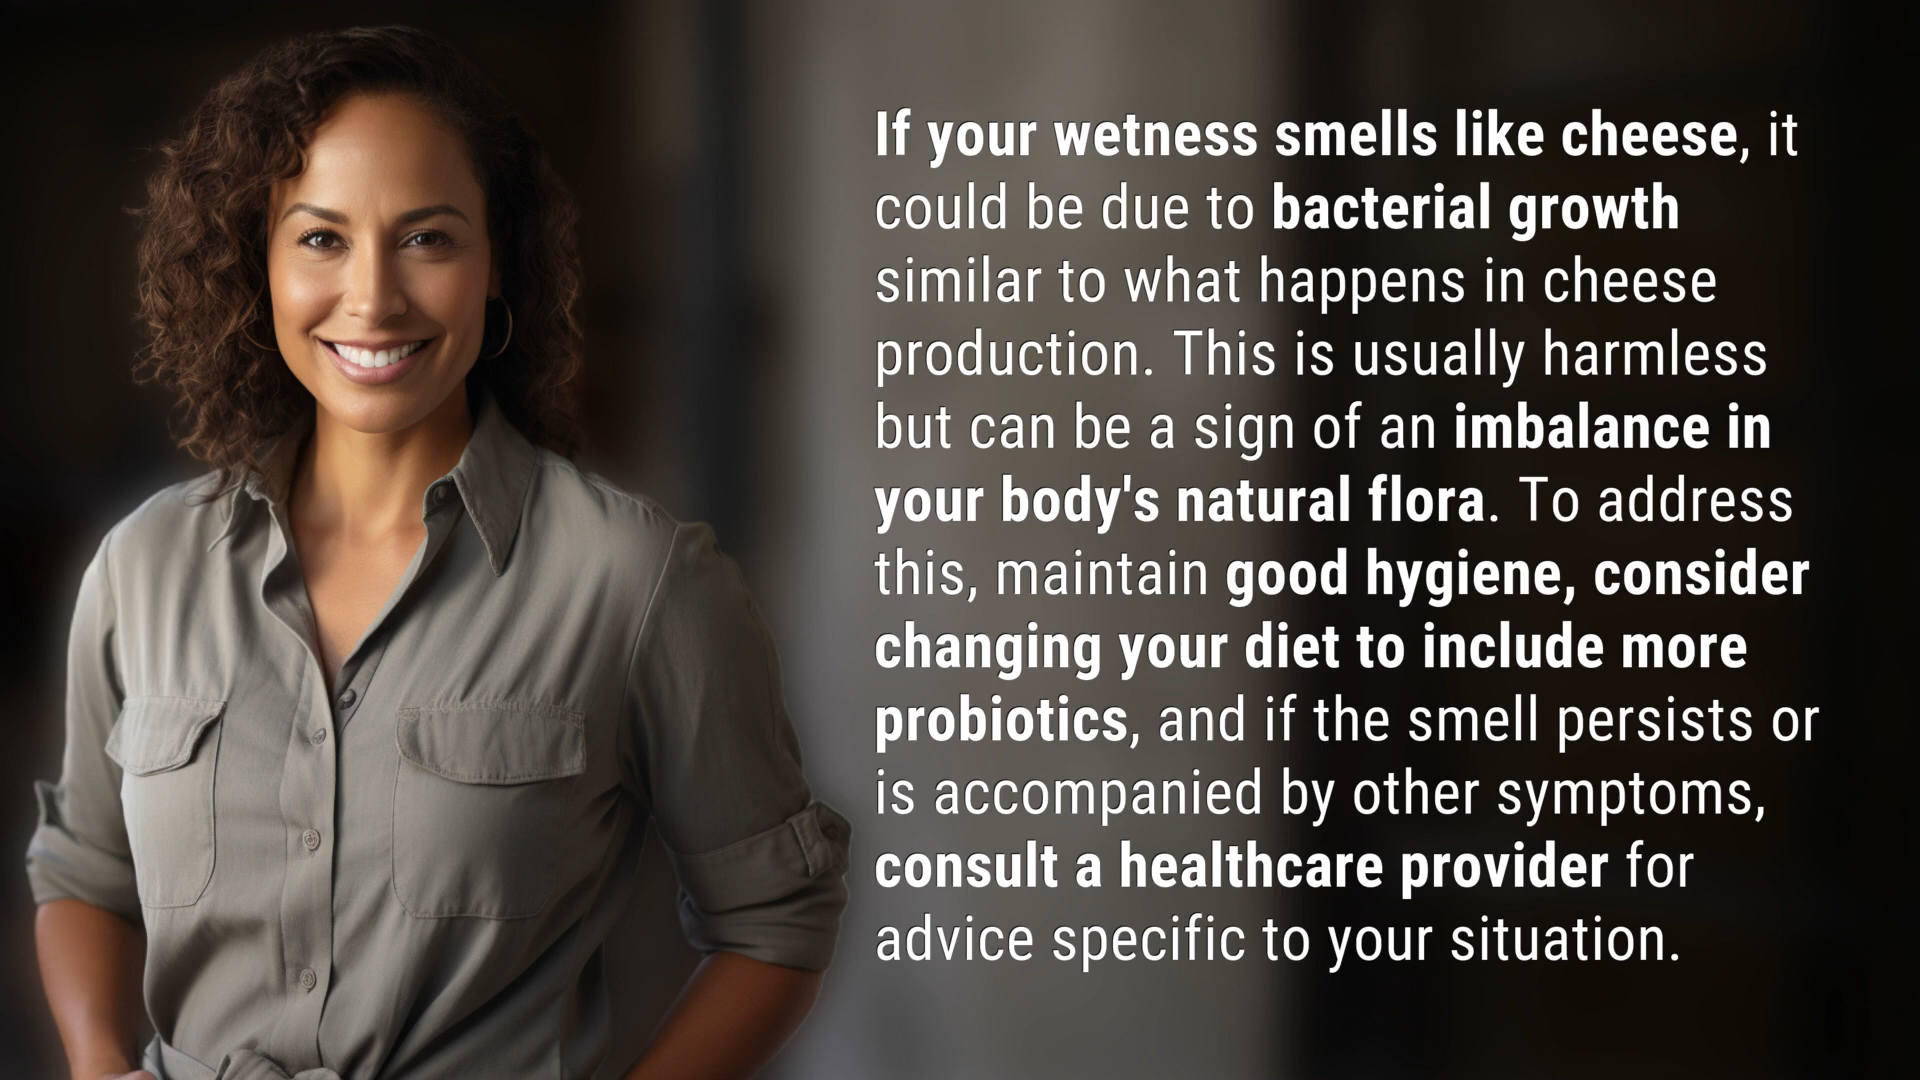 If your wetness smells like cheese, it
could be due to bacterial growth
similar to what happens in cheese
production. This is usually harmless
but can be a sign of an imbalance in
your body's natural flora. To address
this, maintain good hygiene, consider
changing your diet to include more
probiotics, and if the smell persists or
is accompanied by other symptoms,
consult a healthcare provider for
advice specific to your situation.